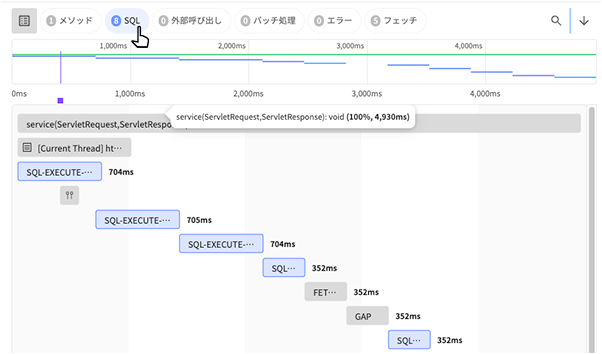 1 メソッド 8 SQL 0 外部呼び出し 0 バッチ処理 0 エラー 5 フェッチ
1,000ms 2,000ms 3,000ms 4,000ms
0ms 1,000ms 2,000ms 3,000ms 4,000ms
service(ServletRequest,ServletRespon
service(ServletRequest,ServletResponse): void (100%, 4,930ms)
[Current Thread] ht…
SQL-EXECUTE-… 704ms
SQL-EXECUTE-… 705ms
SQL-EXECUTE-… 704ms
SQL… 352ms
FET… 352ms
GAP 352ms
SQL… 352ms